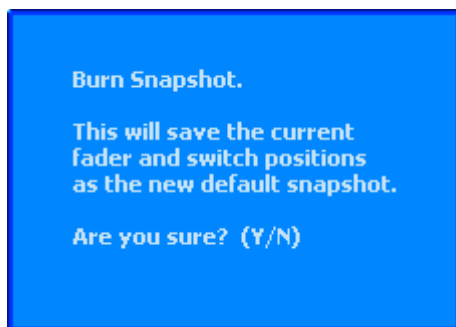 Burn Snapshot.
This will save the current
fader and switch positions
as the new default snapshot.
Are you sure? (Y/N)